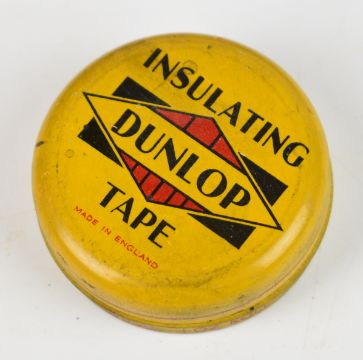 INSULATING
DUNLOP
TAPE
MADE IN ENGLAND